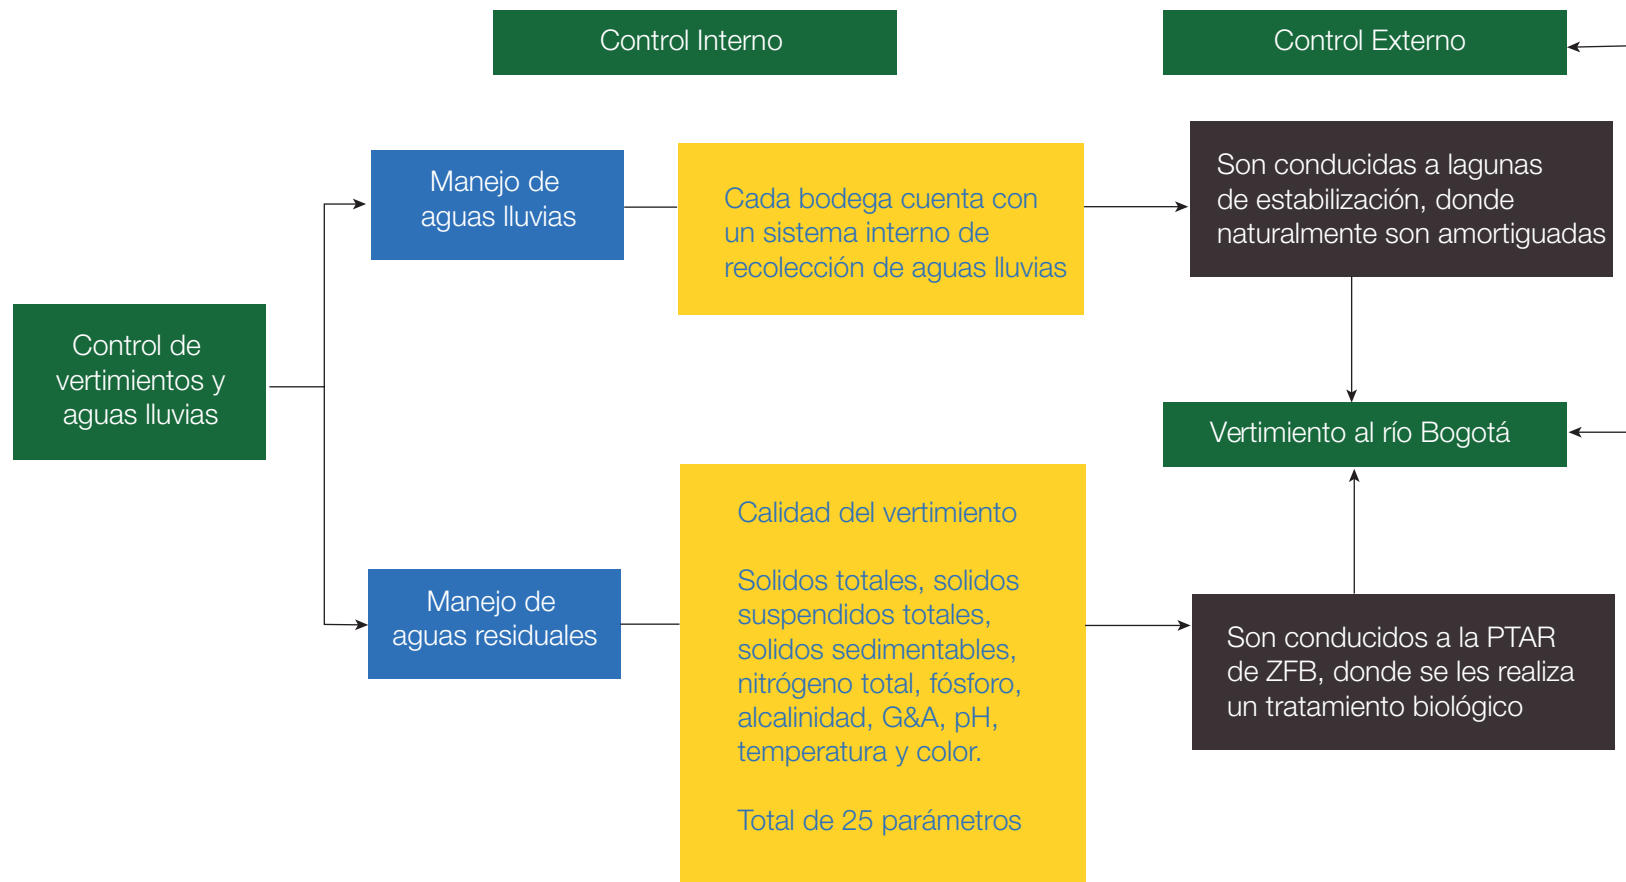 Control Interno
Control Externo
Manejo de
aguas lluvias
Cada bodega cuenta con
un sistema interno de
recolección de aguas lluvias
Son conducidas a lagunas
de estabilización, donde
naturalmente son amortiguadas
Control de
vertimientos y
aguas lluvias
Vertimiento al río Bogotá
Manejo de
aguas residuales
Calidad del vertimiento
Solidos totales, solidos
suspendidos totales,
solidos sedimentables,
nitrógeno total, fósforo,
alcalinidad, G&A, pH,
temperatura y color.
Total de 25 parámetros
Son conducidos a la PTAR
de ZFB, donde se les realiza
un tratamiento biológico